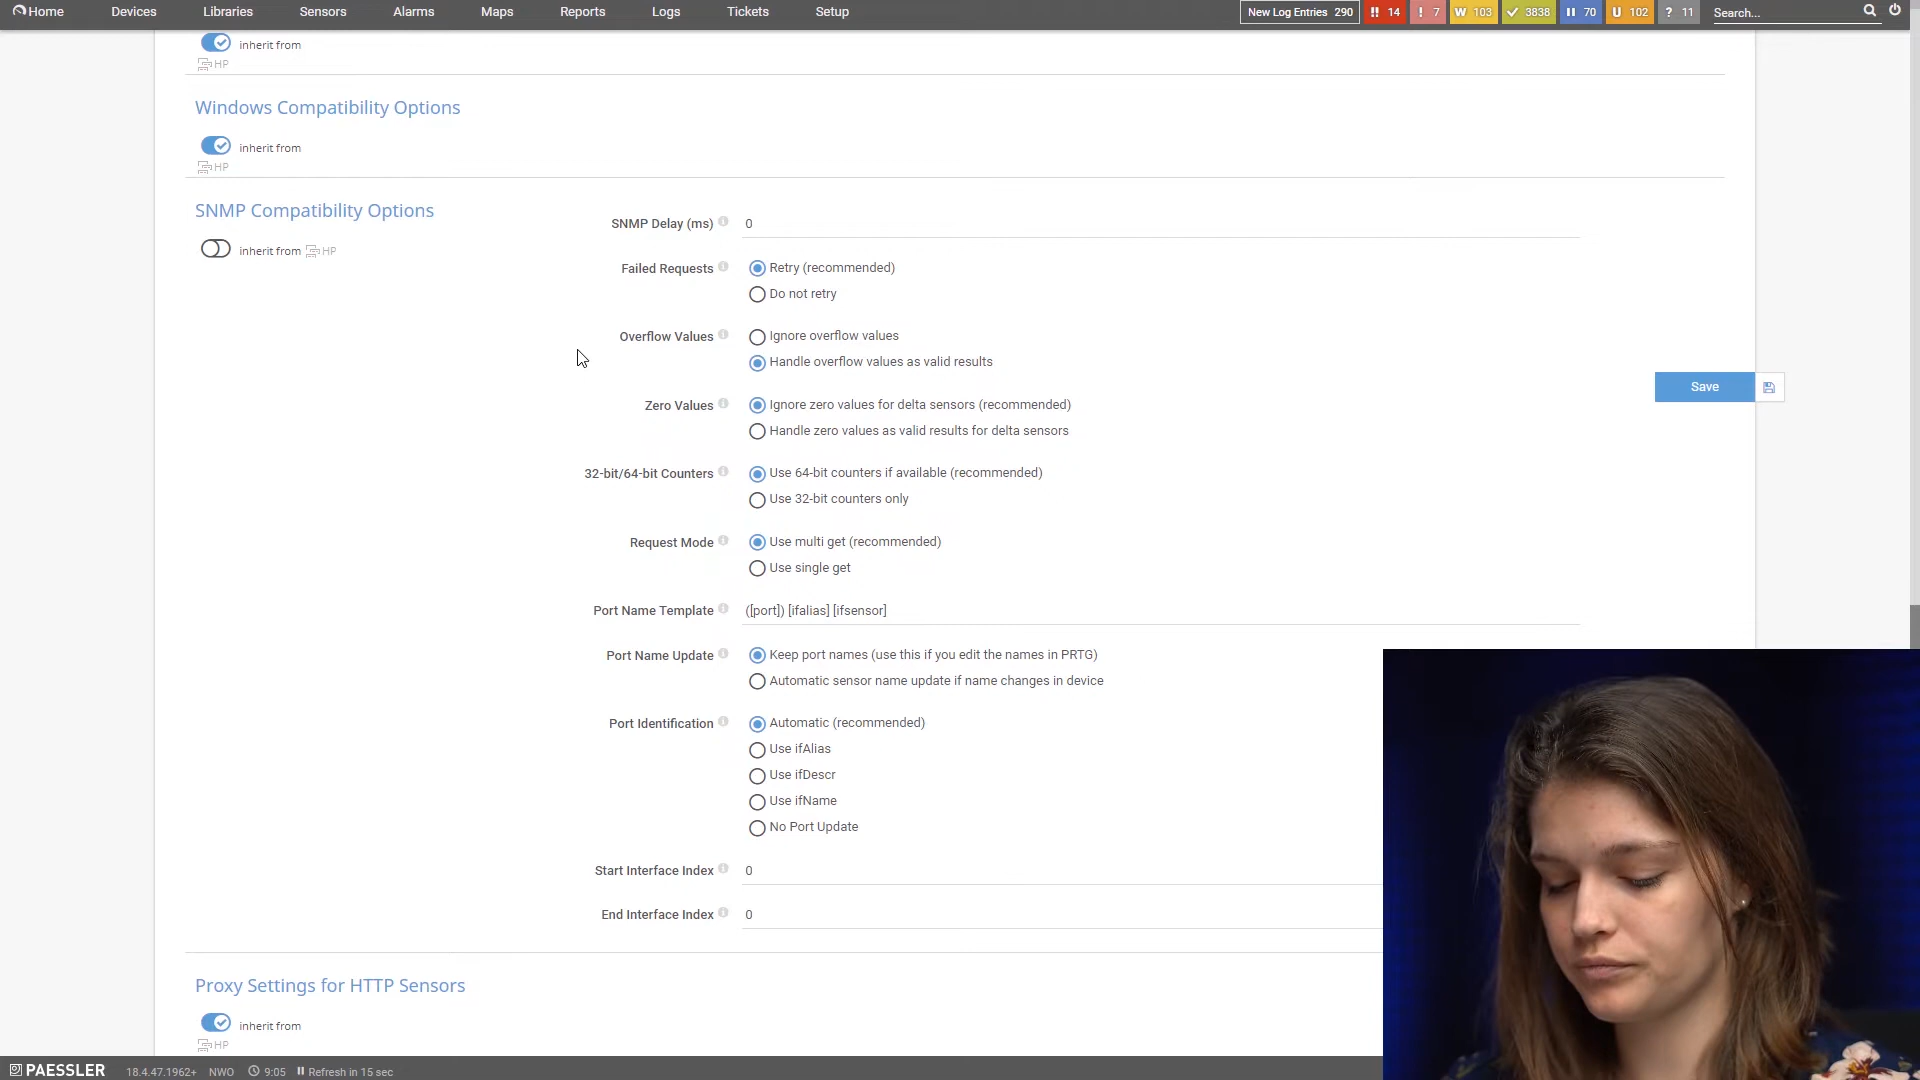 Home Devices Libraries Sensors Alarms Maps Reports Logs Tickets Setup New Log Entries 290 !! 14 ! 7 W 103 3838 70 U 102 ? 11 Search...
inherit from
HP
Windows Compatibility Options
inherit from
HP
SNMP Compatibility Options
inherit from HP
SNMP Delay (ms) 0
Failed Requests Retry (recommended)
Do not retry
Overflow Values Ignore overflow values
Handle overflow values as valid results
Save
Zero Values Ignore zero values for delta sensors (recommended)
Handle zero values as valid results for delta sensors
32-bit/64-bit Counters Use 64-bit counters if available (recommended)
Use 32-bit counters only
Request Mode Use multi get (recommended)
Use single get
Port Name Template ([port]) [ifalias] [ifsensor]
Port Name Update Keep port names (use this if you edit the names in PRTG)
Automatic sensor name update if name changes in device
Port Identification Automatic (recommended)
Use ifAlias
Use ifDescr
Use ifName
No Port Update
Start Interface Index 0
End Interface Index 0
Proxy Settings for HTTP Sensors
inherit from
HP
PAESSLER 18.4.47.1962+ NWO 9:05 Refresh in 15 sec